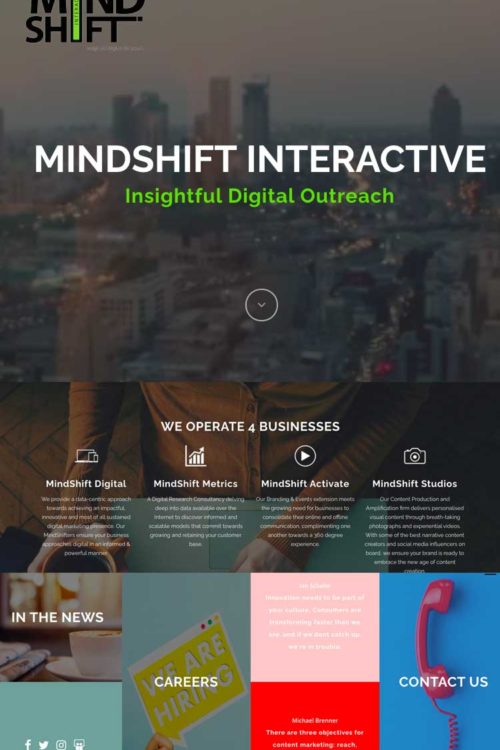 MIND
SHIFT
MINDSHIFT INTERACTIVE
Insightful Digital Outreach
WE OPERATE 4 BUSINESSES
MindShift Digital
We provide a data-centric approach
towards achieving an impactful,
innovative and most of all sustained
digital marketing presence. Our
Mindshifters ensure your business
approaches digital in an informed &
powerful manner.
MindShift Metrics
A Digital Research Consultancy delving
deep into data available over the
Internet to discover informed and
scalable models that commit towards
growing and retaining your customer
base.
MindShift Activate
Our Branding & Events extension meets
the growing need for businesses to
consolidate their online and offline
communication, complimenting one
another towards a 360 degree
experience.
MindShift Studios
Our Content Production and
Amplification firm delivers personalised
visual content through breath-taking
photographs and experiential videos.
With some of the best narrative content
creators and social media influencers on
board, we ensure your brand is ready to
embrace the new age of content
creation.
IN THE NEWS
WE ARE
HIRING
CAREERS
Ian Schafer
Innovation needs to be part of
your culture. Consumers are
transforming faster than we
are, and if we dont catch up,
we're in trouble.
Michael Brenner
There are three objectives for
content marketing: reach,
CONTACT US